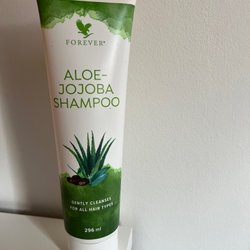 FOREVER®
ALOE-
JOJOBA
SHAMPOO
GENTLY CLEANSES
FOR ALL HAIR TYPES
296 ml